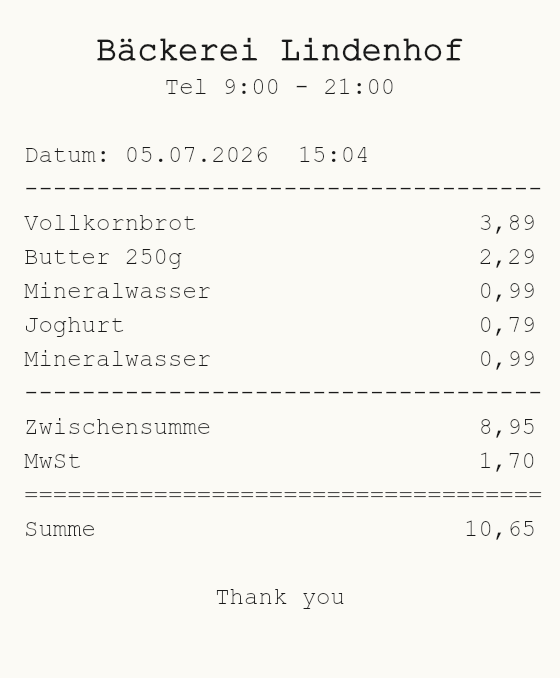 Bäckerei Lindenhof
Tel 9:00 - 21:00
Datum: 05.07.2026  15:04
------------------------------------
Vollkornbrot 3,89
Butter 250g 2,29
Mineralwasser 0,99
Joghurt 0,79
Mineralwasser 0,99
------------------------------------
Zwischensumme 8,95
MwSt 1,70
====================================
Summe 10,65
Thank you